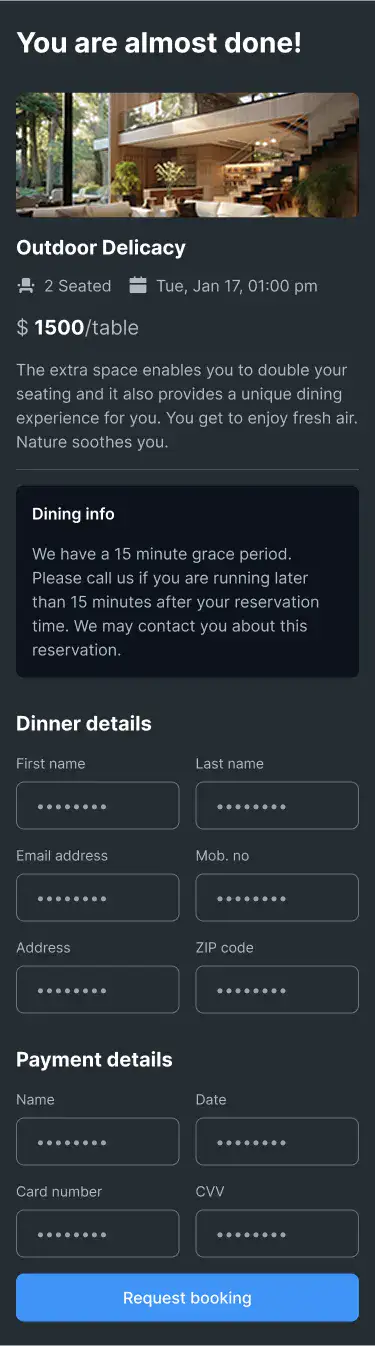 You are almost done!
Outdoor Delicacy
2 Seated Tue, Jan 17, 01:00 pm
$ 1500/table
The extra space enables you to double your
seating and it also provides a unique dining
experience for you. You get to enjoy fresh air.
Nature soothes you.
Dining info
We have a 15 minute grace period.
Please call us if you are running later
than 15 minutes after your reservation
time. We may contact you about this
reservation.
Dinner details
First name Last name
•••••••• ••••••••
Email address Mob. no
•••••••• ••••••••
Address ZIP code
•••••••• ••••••••
Payment details
Name Date
•••••••• ••••••••
Card number CVV
•••••••• ••••••••
Request booking